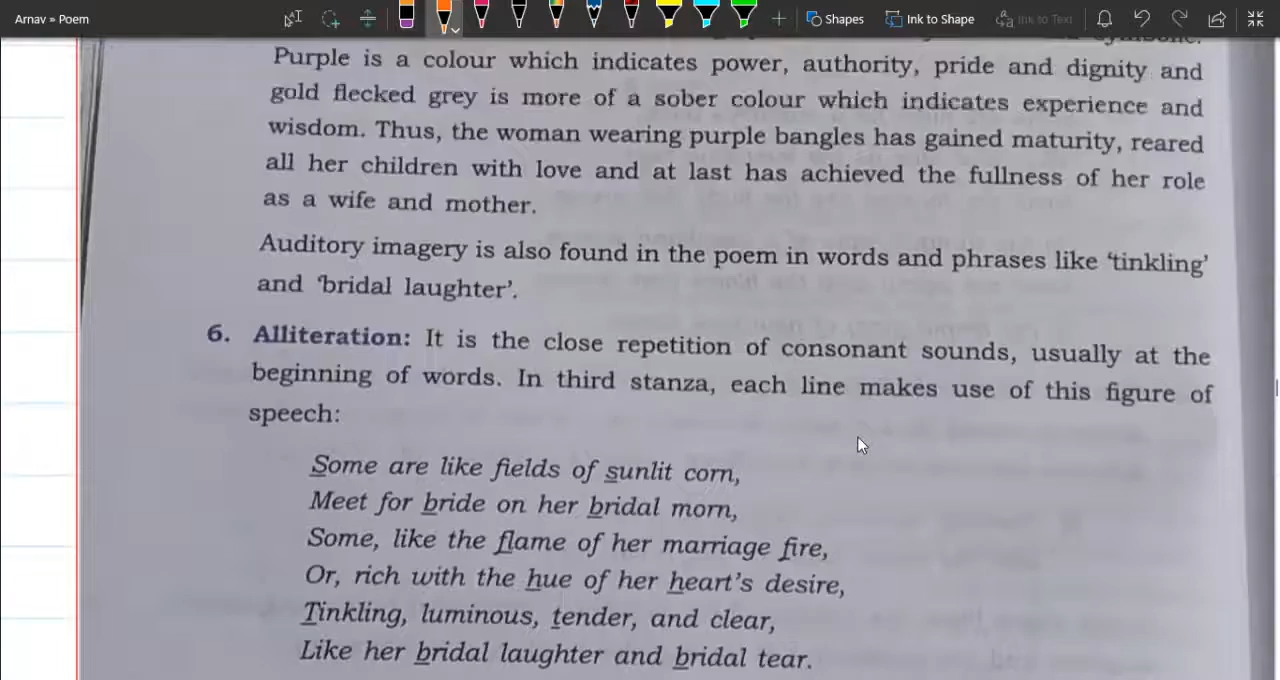 Arnav » Poem
Shapes
Ink to Shape
Ink to Text
symbolic.
Purple is a colour which indicates power, authority, pride and dignity and
gold flecked grey is more of a sober colour which indicates experience and
wisdom. Thus, the woman wearing purple bangles has gained maturity, reared
all her children with love and at last has achieved the fullness of her role
as a wife and mother.
Auditory imagery is also found in the poem in words and phrases like ‘tinkling’
and ‘bridal laughter’.
6. Alliteration: It is the close repetition of consonant sounds, usually at the
beginning of words. In third stanza, each line makes use of this figure of
speech:
Some are like fields of sunlit corn,
Meet for bride on her bridal morn,
Some, like the flame of her marriage fire,
Or, rich with the hue of her heart's desire,
Tinkling, luminous, tender, and clear,
Like her bridal laughter and bridal tear.